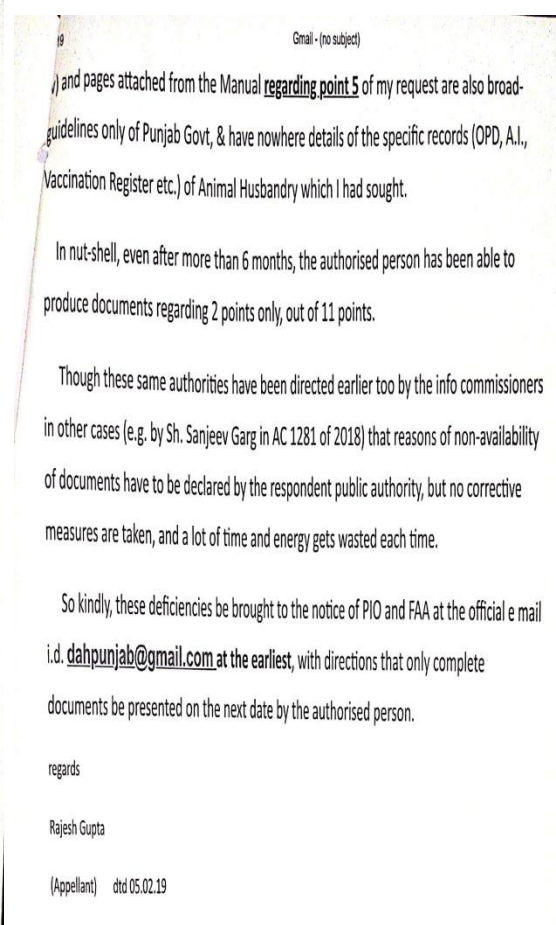 19
Gmail - (no subject)
) and pages attached from the Manual regarding point 5 of my request are also broad-
guidelines only of Punjab Govt, & have nowhere details of the specific records (OPD, A.I.,
Vaccination Register etc.) of Animal Husbandry which I had sought.
In nut-shell, even after more than 6 months, the authorised person has been able to
produce documents regarding 2 points only, out of 11 points.
Though these same authorities have been directed earlier too by the info commissioners
in other cases (e.g. by Sh. Sanjeev Garg in AC 1281 of 2018) that reasons of non-availability
of documents have to be declared by the respondent public authority, but no corrective
measures are taken, and a lot of time and energy gets wasted each time.
So kindly, these deficiencies be brought to the notice of PIO and FAA at the official e mail
i.d. dahpunjab@gmail.com at the earliest, with directions that only complete
documents be presented on the next date by the authorised person.
regards
Rajesh Gupta
(Appellant) dtd 05.02.19